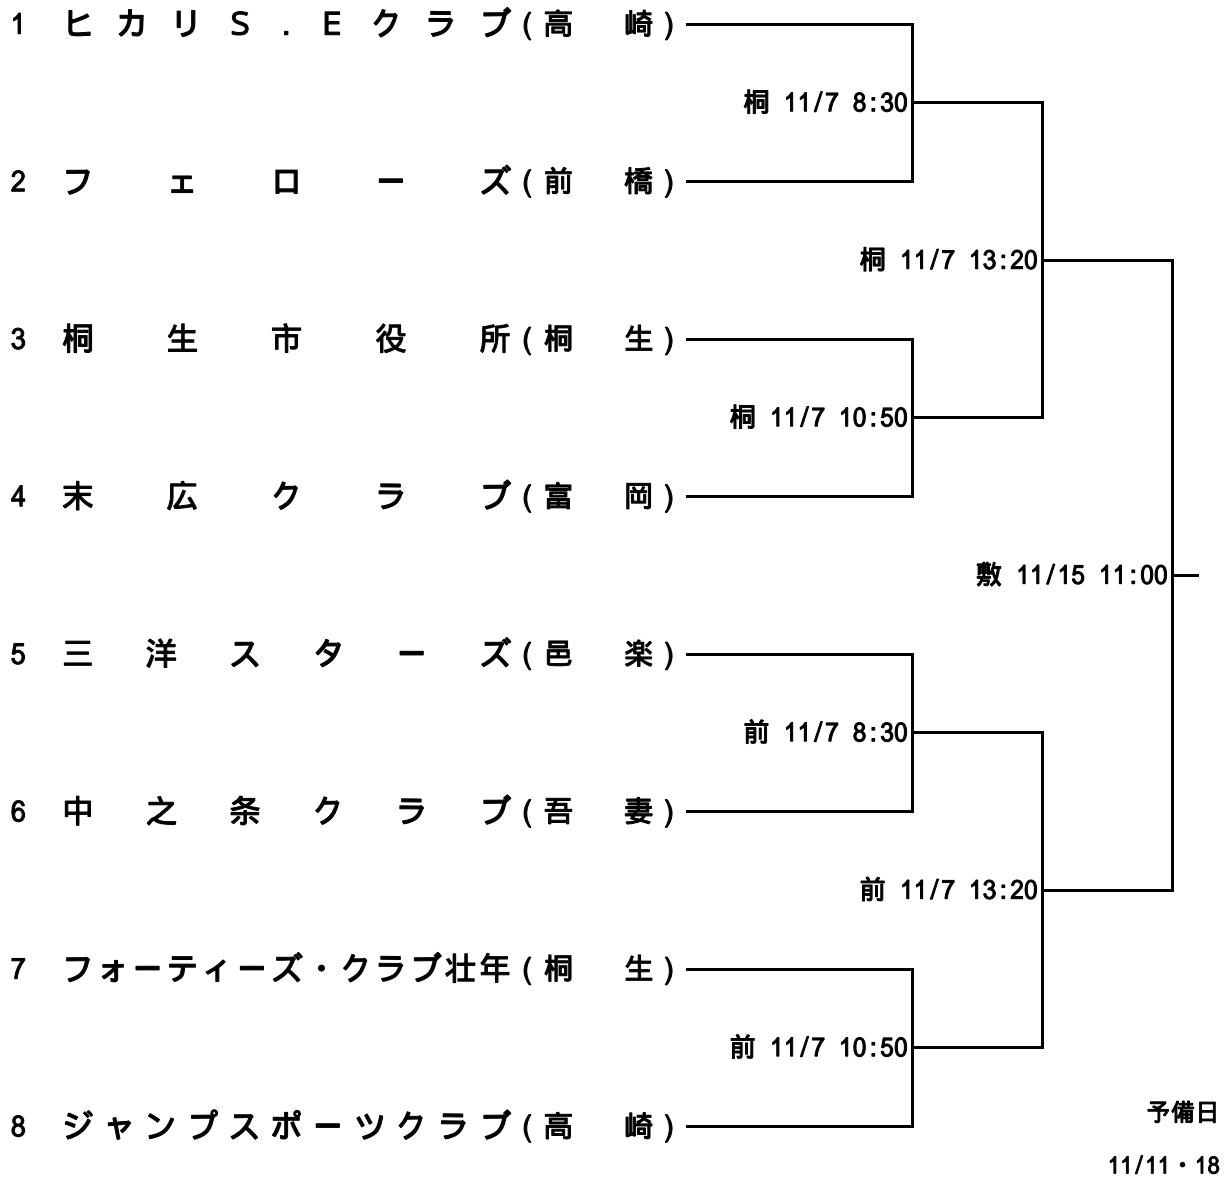 1 ヒカリＳ．Ｅクラブ(高崎)
桐 11/7 8:30
2 フェローズ(前橋)
桐 11/7 13:20
3 桐生市役所(桐生)
桐 11/7 10:50
4 末広クラブ(富岡)
敷 11/15 11:00
5 三洋スターズ(邑楽)
前 11/7 8:30
6 中之条クラブ(吾妻)
前 11/7 13:20
7 フォーティーズ・クラブ壮年(桐生)
前 11/7 10:50
8 ジャンプスポーツクラブ(高崎)
予備日
11/11・18